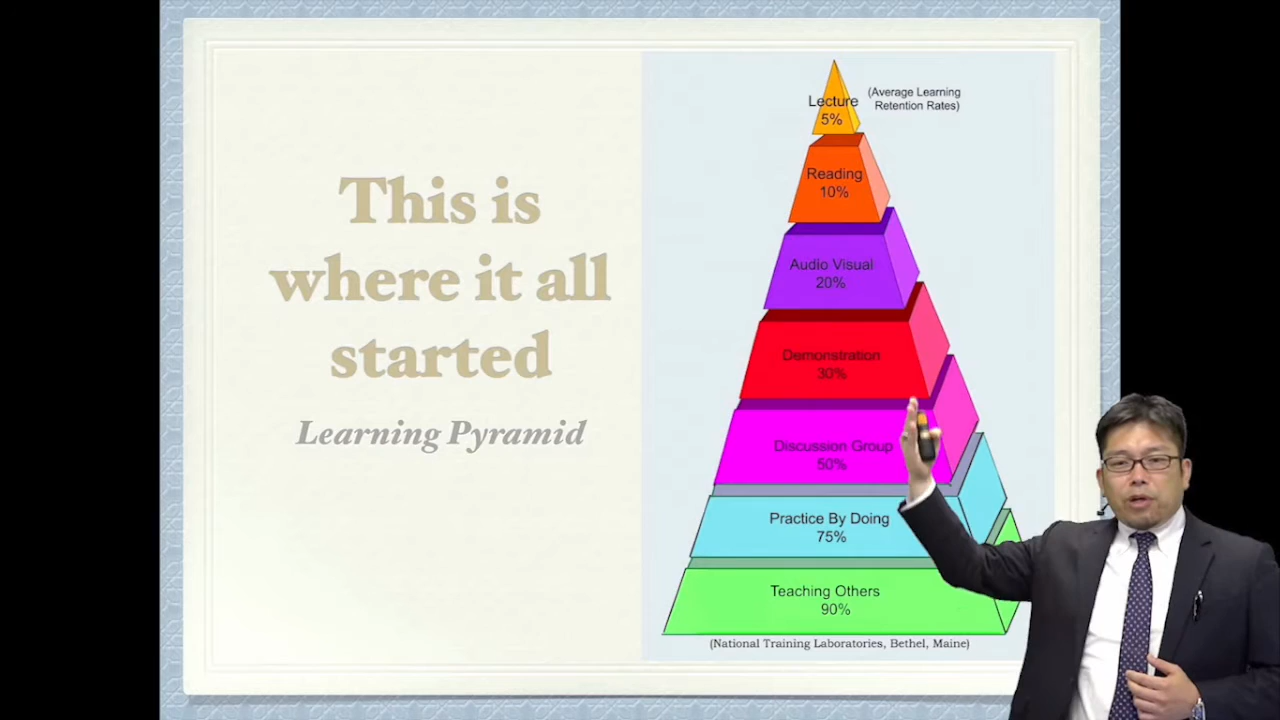 This is
where it all
started
Learning Pyramid
Lecture
5%
(Average Learning
Retention Rates)
Reading
10%
Audio Visual
20%
Demonstration
30%
Discussion Group
50%
Practice By Doing
75%
Teaching Others
90%
(National Training Laboratories, Bethel, Maine)